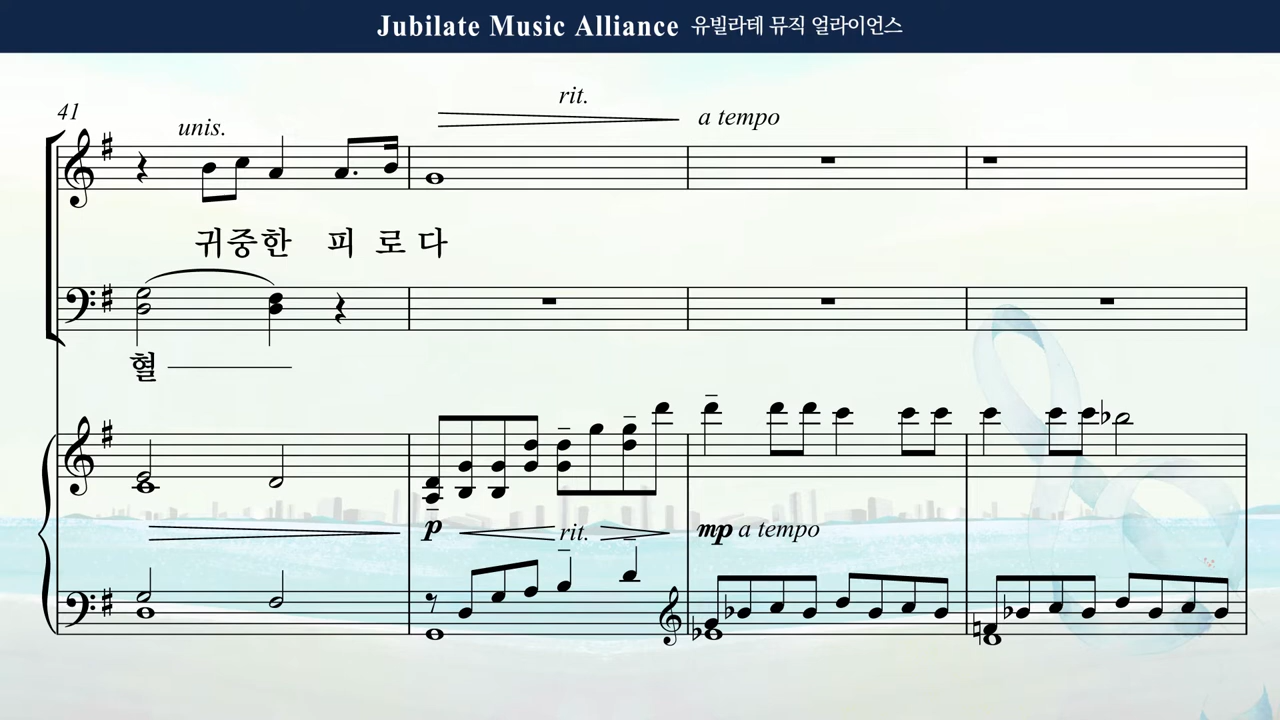 Jubilate Music Alliance 유빌라테 뮤직 얼라이언스
rit.
41
unis.
a tempo
귀중한 피 로 다
혈
p rit. mp a tempo